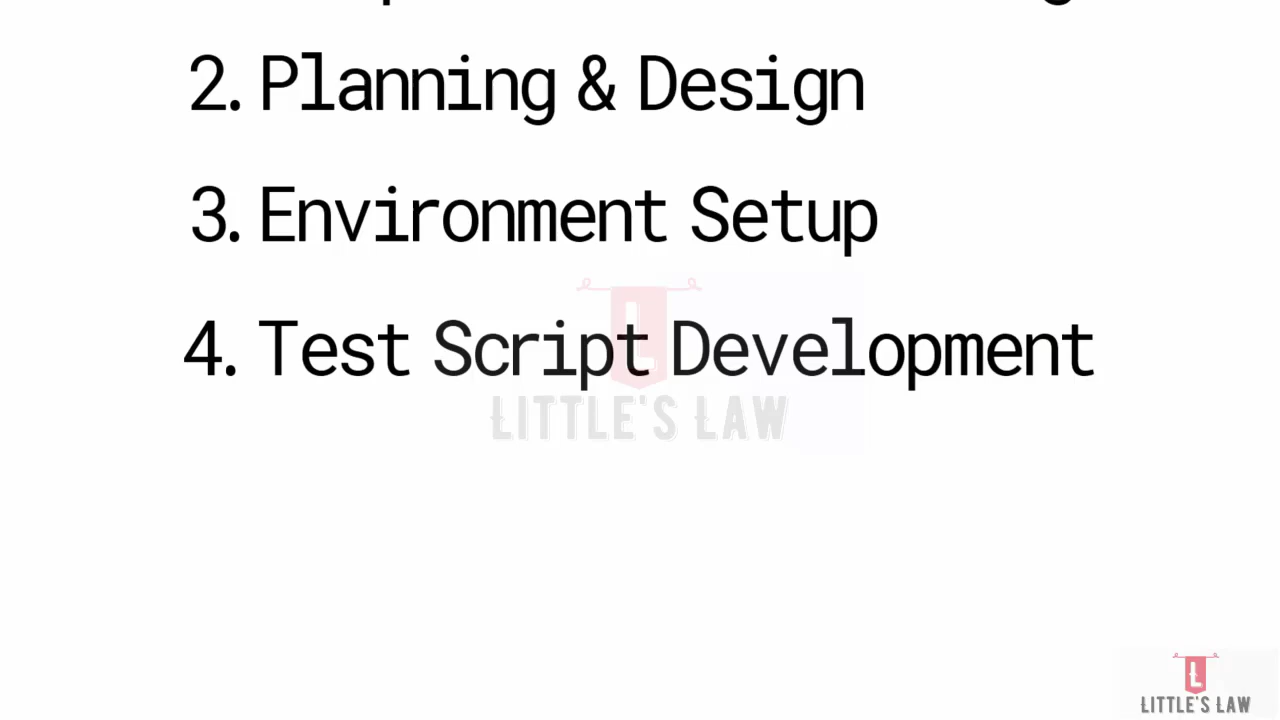 2. Planning & Design
3. Environment Setup
4. Test Script Development
L
LITTLE'S LAW
L
LITTLE'S LAW